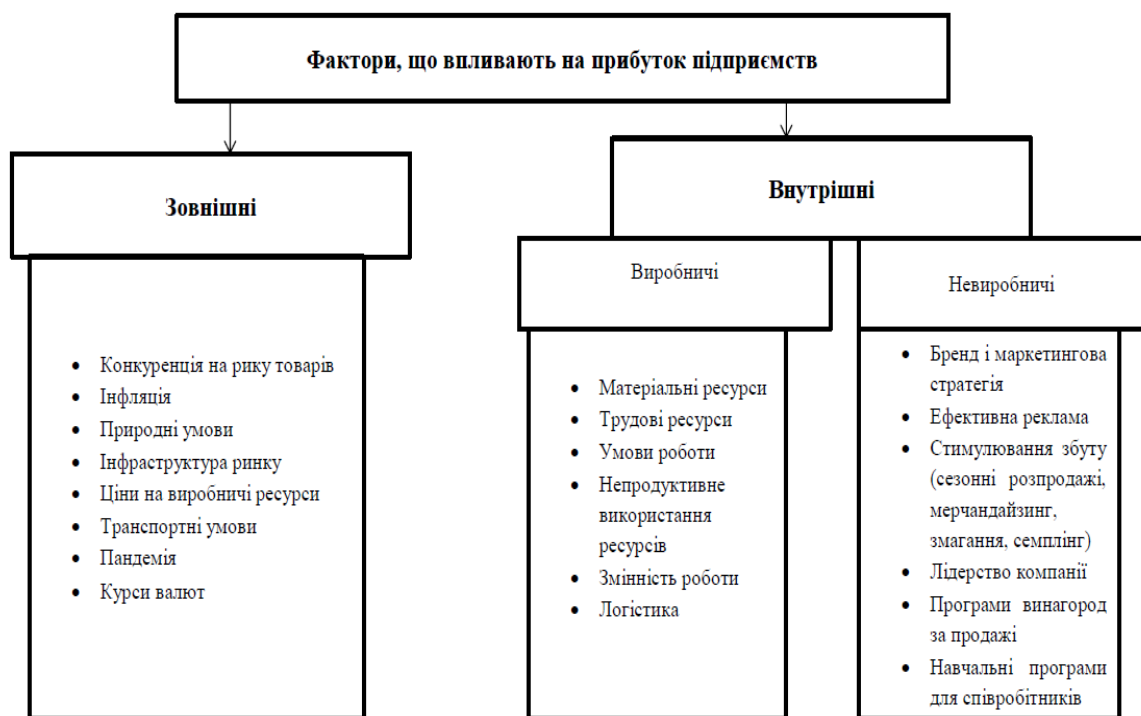 Фактори, що впливають на прибуток підприємств
Зовнішні
• Конкуренція на рику товарів
• Інфляція
• Природні умови
• Інфраструктура ринку
• Ціни на виробничі ресурси
• Транспортні умови
• Пандемія
• Курси валют
Внутрішні
Виробничі
• Матеріальні ресурси
• Трудові ресурси
• Умови роботи
• Непродуктивне
використання
ресурсів
• Змінність роботи
• Логістика
Невиробничі
• Бренд і маркетингова
стратегія
• Ефективна реклама
• Стимулювання збуту
(сезонні розпродажі,
мерчандайзинг,
змагання, семплінг)
• Лідерство компанії
• Програми винагород
за продажі
• Навчальні програми
для співробітників